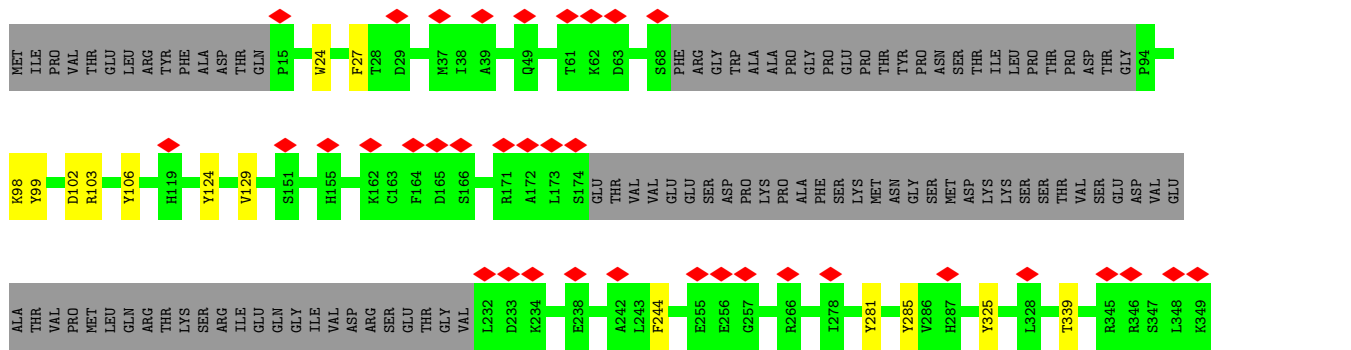 MET ILE PRO VAL THR GLU LEU ARG TYR PHE ALA ASP THR GLN P15 W24 F27 T28 D29 M37 I38 A39 Q49 T61 K62 D63 S68 PHE ARG GLY TRP ALA ALA PRO GLY PRO GLU PRO THR TYR PRO ASN SER THR ILE LEU PRO THR PRO ASP THR GLY P94
K98 Y99 D102 R103 Y106 H119 Y124 V129 S151 H155 K162 C163 F164 D165 S166 R171 A172 L173 S174 GLU THR VAL VAL GLU GLU SER ASP PRO LYS PRO ALA PHE SER LYS MET ASN GLY SER MET ASP LYS LYS SER SER THR VAL SER GLU ASP VAL GLU
ALA THR VAL PRO MET LEU GLN ARG THR LYS SER ARG ILE GLU GLN GLY ILE VAL ASP ARG SER GLU THR GLY VAL L232 D233 K234 E238 A242 L243 F244 E255 E256 G257 R266 I278 Y281 Y285 V286 H287 Y325 L328 T339 R345 R346 S347 L348 K349